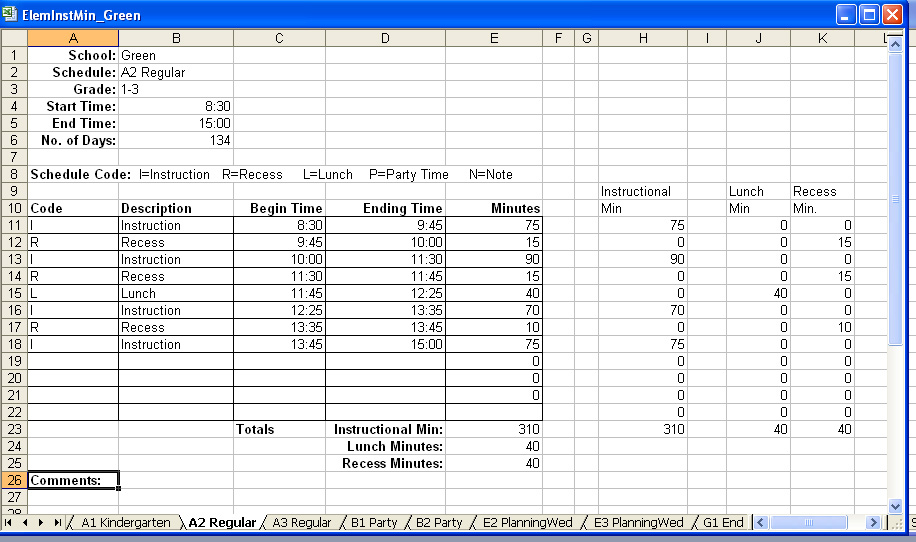 ElemInstMin_Green
A B C D E F G H I J K L
1 School: Green
2 Schedule: A2 Regular
3 Grade: 1-3
4 Start Time: 8:30
5 End Time: 15:00
6 No. of Days: 134
7
8 Schedule Code: I=Instruction R=Recess L=Lunch P=Party Time N=Note
9 Instructional Lunch Recess
10 Code Description Begin Time Ending Time Minutes Min Min Min.
11 I Instruction 8:30 9:45 75 75 0 0
12 R Recess 9:45 10:00 15 0 0 15
13 I Instruction 10:00 11:30 90 90 0 0
14 R Recess 11:30 11:45 15 0 0 15
15 L Lunch 11:45 12:25 40 0 40 0
16 I Instruction 12:25 13:35 70 70 0 0
17 R Recess 13:35 13:45 10 0 0 10
18 I Instruction 13:45 15:00 75 75 0 0
19 0 0 0 0
20 0 0 0 0
21 0 0 0 0
22 0 0 0
23 Totals Instructional Min: 310 310 40 40
24 Lunch Minutes: 40
25 Recess Minutes: 40
26 Comments:
27
28
A1 Kindergarten A2 Regular A3 Regular B1 Party B2 Party E2 PlanningWed E3 PlanningWed G1 End